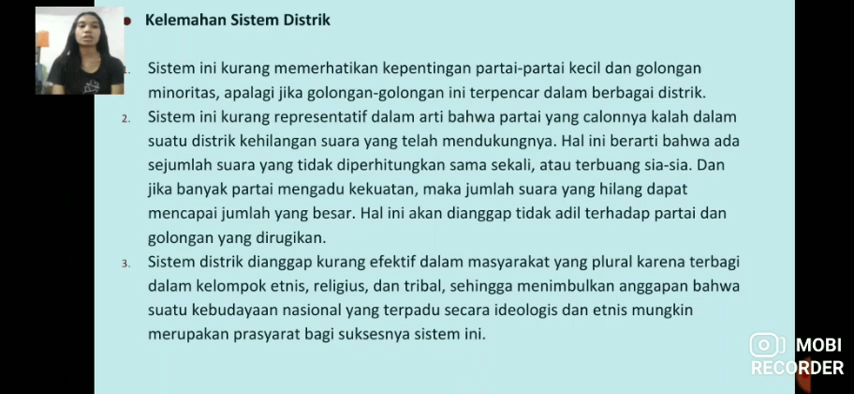 Kelemahan Sistem Distrik
1. Sistem ini kurang memerhatikan kepentingan partai-partai kecil dan golongan
minoritas, apalagi jika golongan-golongan ini terpencar dalam berbagai distrik.
2. Sistem ini kurang representatif dalam arti bahwa partai yang calonnya kalah dalam
suatu distrik kehilangan suara yang telah mendukungnya. Hal ini berarti bahwa ada
sejumlah suara yang tidak diperhitungkan sama sekali, atau terbuang sia-sia. Dan
jika banyak partai mengadu kekuatan, maka jumlah suara yang hilang dapat
mencapai jumlah yang besar. Hal ini akan dianggap tidak adil terhadap partai dan
golongan yang dirugikan.
3. Sistem distrik dianggap kurang efektif dalam masyarakat yang plural karena terbagi
dalam kelompok etnis, religius, dan tribal, sehingga menimbulkan anggapan bahwa
suatu kebudayaan nasional yang terpadu secara ideologis dan etnis mungkin
merupakan prasyarat bagi suksesnya sistem ini.
MOBI
RECORDER